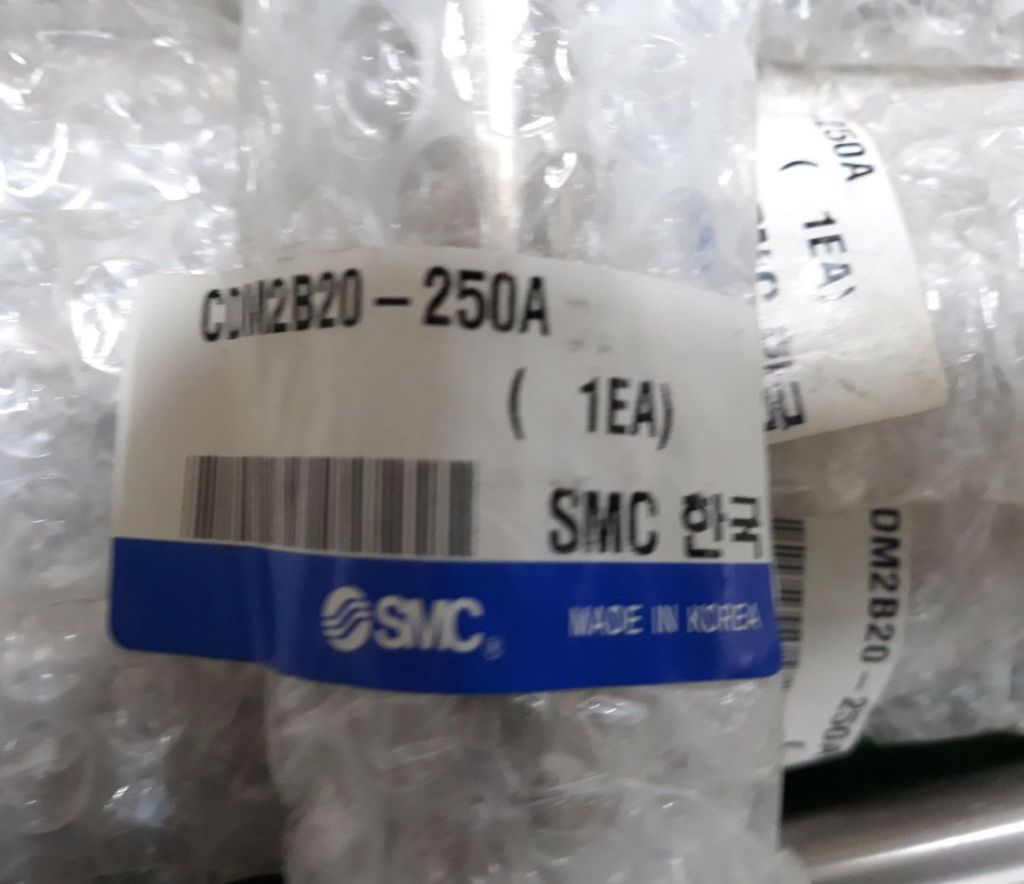 CDM2B20-250A
( 1EA)
SMC 한국
SMC®
MADE IN KOREA
250A
( 1EA)
DM2B20-250A